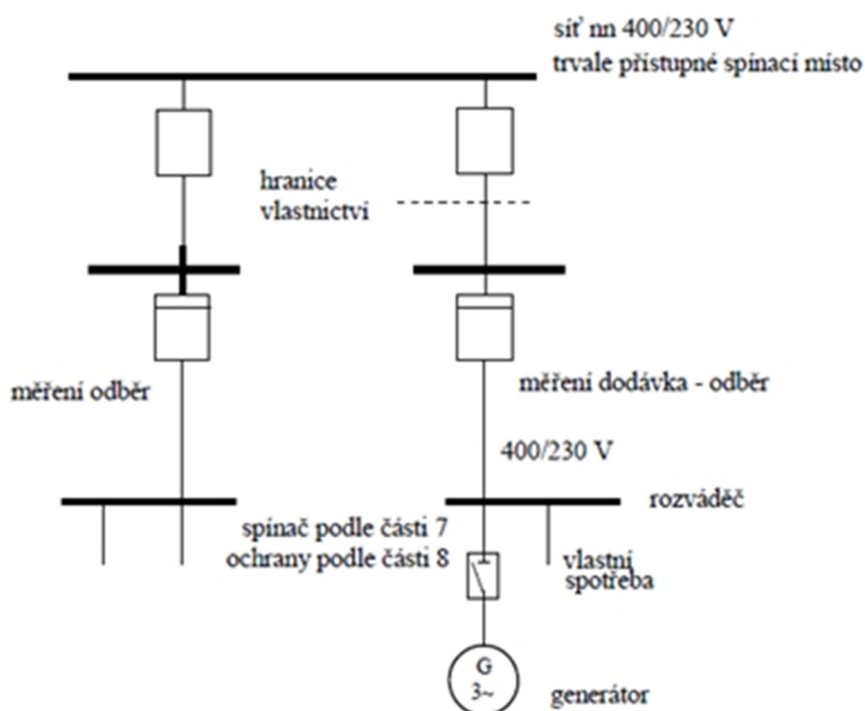 síť nn 400/230 V
trvale přístupné spínací místo
hranice
vlastnictví
měření odběr
měření dodávka - odběr
400/230 V
rozváděč
spínač podle části 7
ochrany podle části 8
vlastní
spotřeba
G
3~
generátor